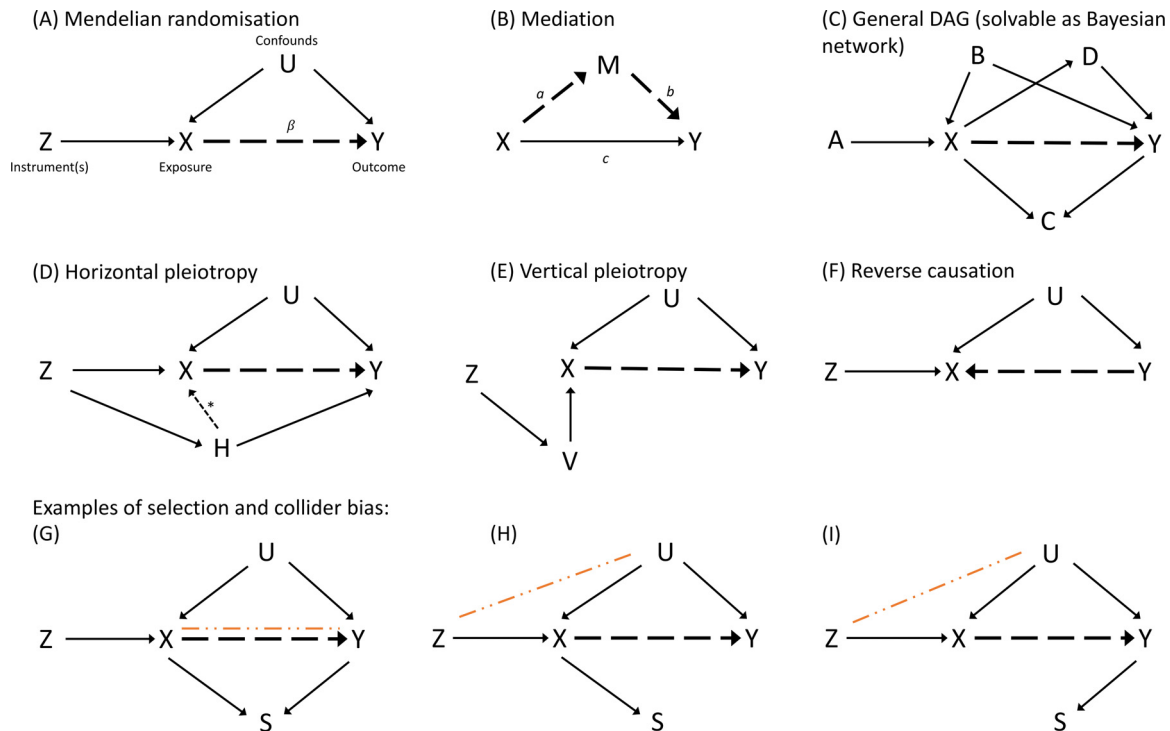 (A) Mendelian randomisation
Confounds
U
β
Z
X
Y
Instrument(s)
Exposure
Outcome
(B) Mediation
M
a
b
X
Y
c
(C) General DAG (solvable as Bayesian
network)
B
D
A
X
Y
C
(D) Horizontal pleiotropy
U
Z
X
Y
*
H
(E) Vertical pleiotropy
U
Z
X
Y
V
(F) Reverse causation
U
Z
X
Y
Examples of selection and collider bias:
(G)
U
Z
X
Y
S
(H)
U
Z
X
Y
S
(I)
U
Z
X
Y
S